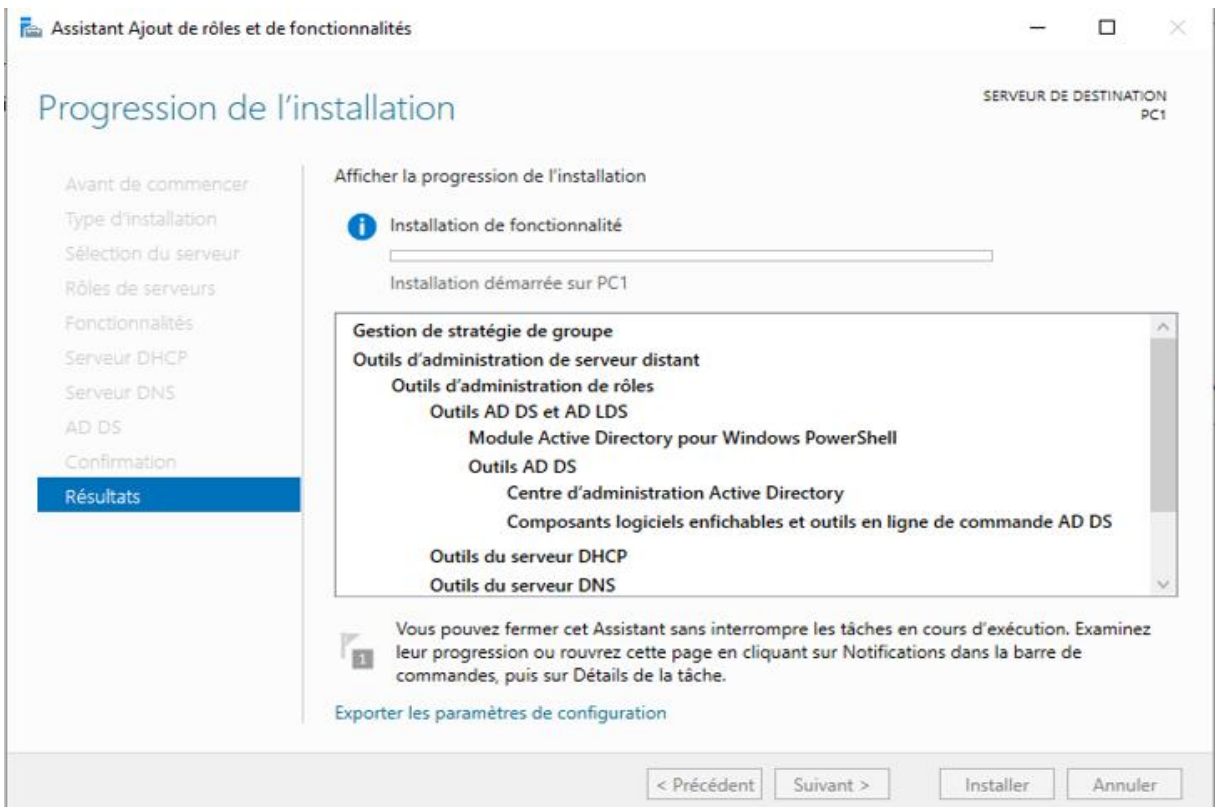 Assistant Ajout de rôles et de fonctionnalités
Progression de l'installation
SERVEUR DE DESTINATION
PC1
Avant de commencer
Type d'installation
Sélection du serveur
Rôles de serveurs
Fonctionnalités
Serveur DHCP
Serveur DNS
AD DS
Confirmation
Résultats
Afficher la progression de l'installation
Installation de fonctionnalité
Installation démarrée sur PC1
Gestion de stratégie de groupe
Outils d'administration de serveur distant
Outils d'administration de rôles
Outils AD DS et AD LDS
Module Active Directory pour Windows PowerShell
Outils AD DS
Centre d'administration Active Directory
Composants logiciels enfichables et outils en ligne de commande AD DS
Outils du serveur DHCP
Outils du serveur DNS
1
Vous pouvez fermer cet Assistant sans interrompre les tâches en cours d'exécution. Examinez
leur progression ou rouvrez cette page en cliquant sur Notifications dans la barre de
commandes, puis sur Détails de la tâche.
Exporter les paramètres de configuration
< Précédent
Suivant >
Installer
Annuler